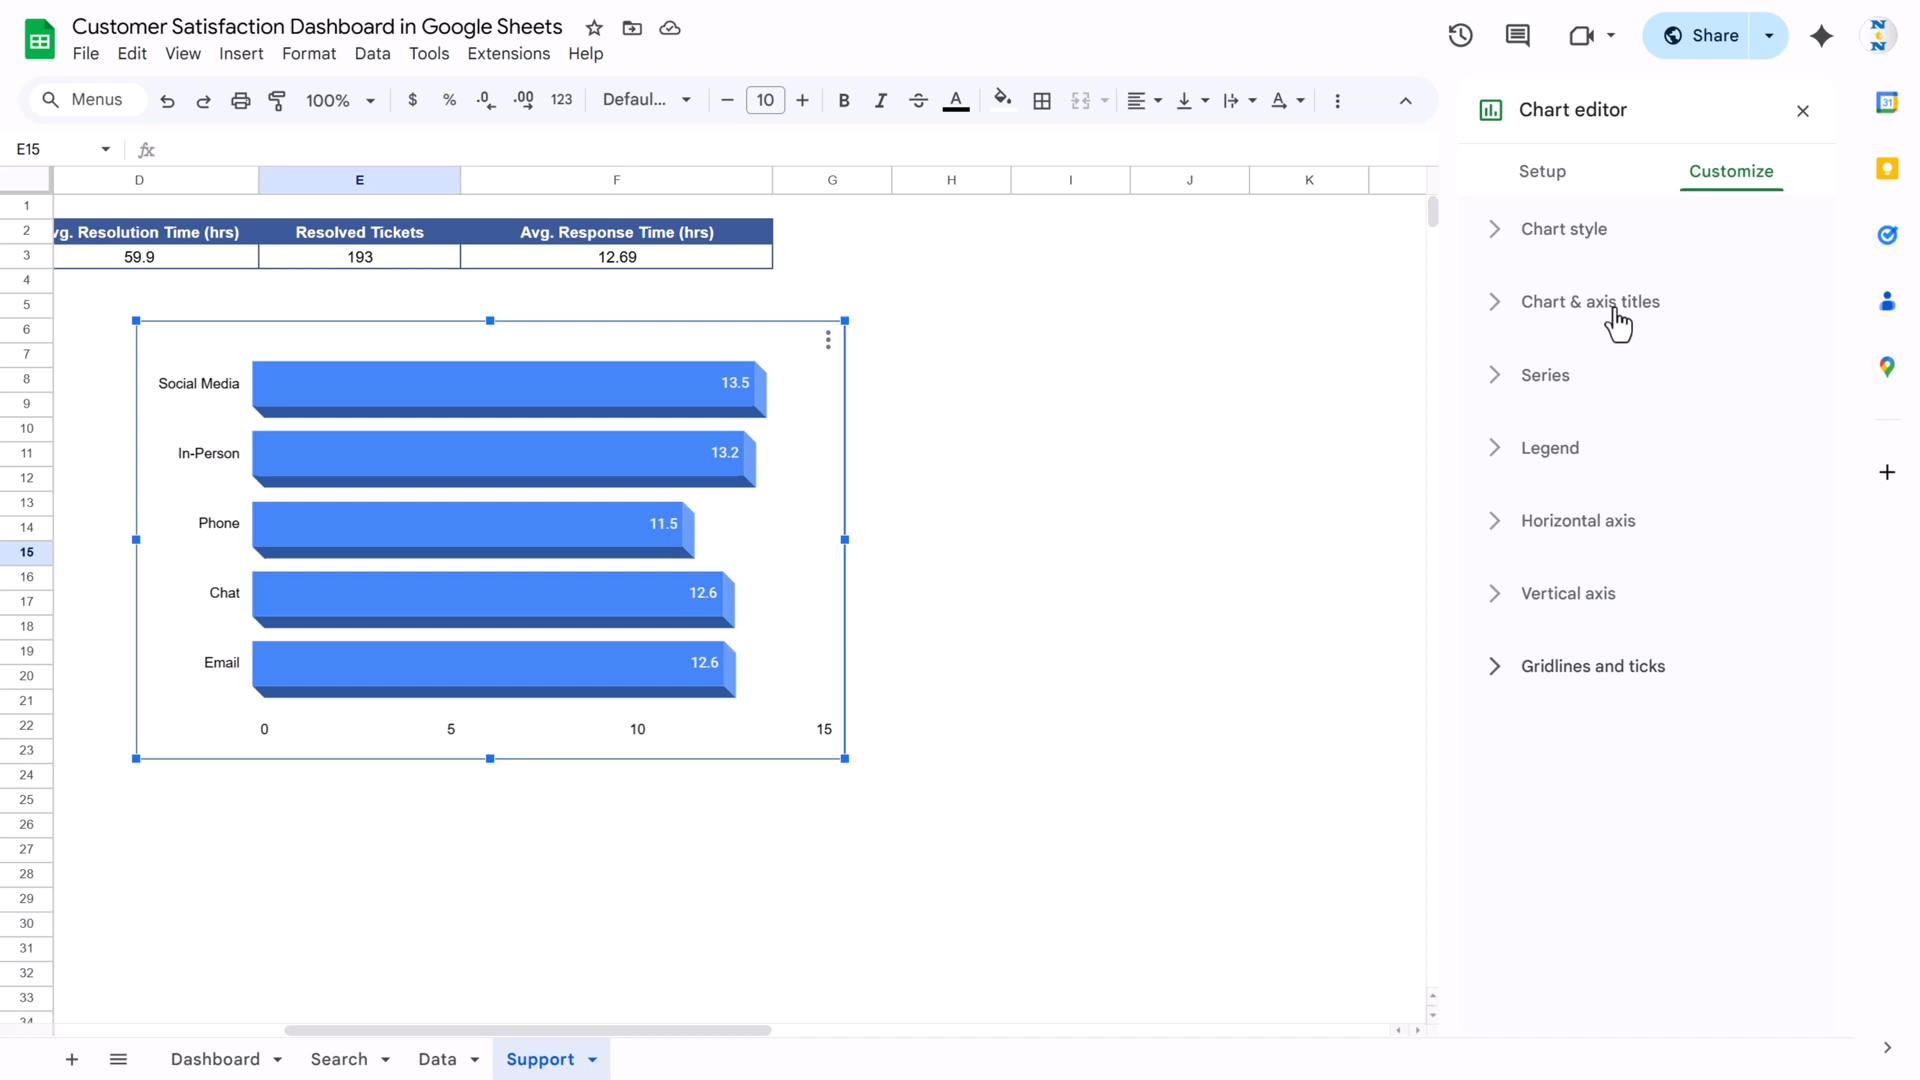 Customer Satisfaction Dashboard in Google Sheets
File Edit View Insert Format Data Tools Extensions Help
Share
Menus 100% $ % .0 .00 123 Defaul... 10 B I A A
E15 fx
Chart editor
Setup Customize
D E F G H I J K
1
2 vg. Resolution Time (hrs) Resolved Tickets Avg. Response Time (hrs)
3 59.9 193 12.69
4
5
6
7
8
9
10
11
12
13
14
15
16
17
18
19
20
21
22
23
24
25
26
27
28
29
30
31
32
33
34
Social Media 13.5
In-Person 13.2
Phone 11.5
Chat 12.6
Email 12.6
0 5 10 15
Chart style
Chart & axis titles
Series
Legend
Horizontal axis
Vertical axis
Gridlines and ticks
31
N
t
N
Dashboard Search Data Support